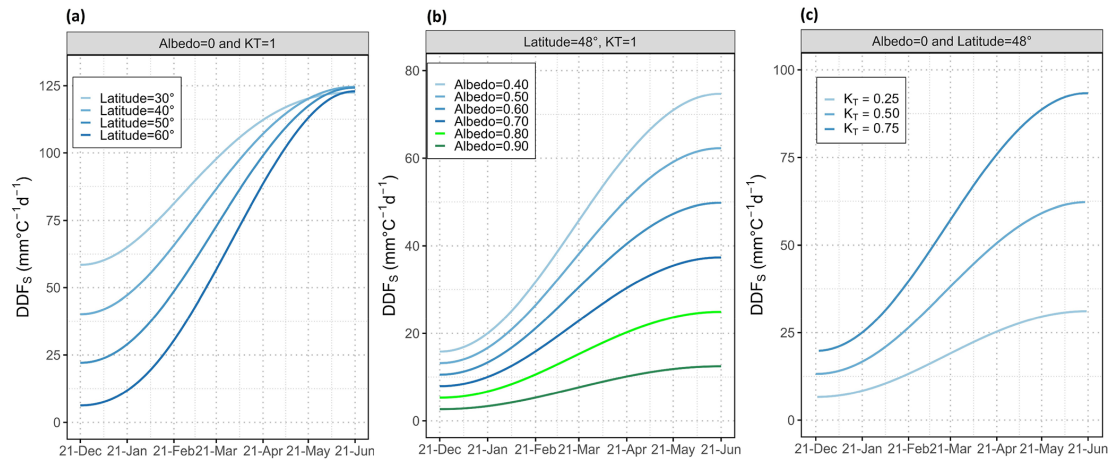 (a)
Albedo=0 and KT=1
Latitude=30°
Latitude=40°
Latitude=50°
Latitude=60°
DDFS (mm°C⁻¹d⁻¹)
125
100
75
50
25
0
21-Dec 21-Jan 21-Feb 21-Mar 21-Apr 21-May 21-Jun
(b)
Latitude=48°, KT=1
Albedo=0.40
Albedo=0.50
Albedo=0.60
Albedo=0.70
Albedo=0.80
Albedo=0.90
DDFS (mm°C⁻¹d⁻¹)
80
60
40
20
0
21-Dec 21-Jan 21-Feb 21-Mar 21-Apr 21-May 21-Jun
(c)
Albedo=0 and Latitude=48°
KT = 0.25
KT = 0.50
KT = 0.75
DDFS (mm°C⁻¹d⁻¹)
100
75
50
25
0
21-Dec 21-Jan 21-Feb 21-Mar 21-Apr 21-May 21-Jun